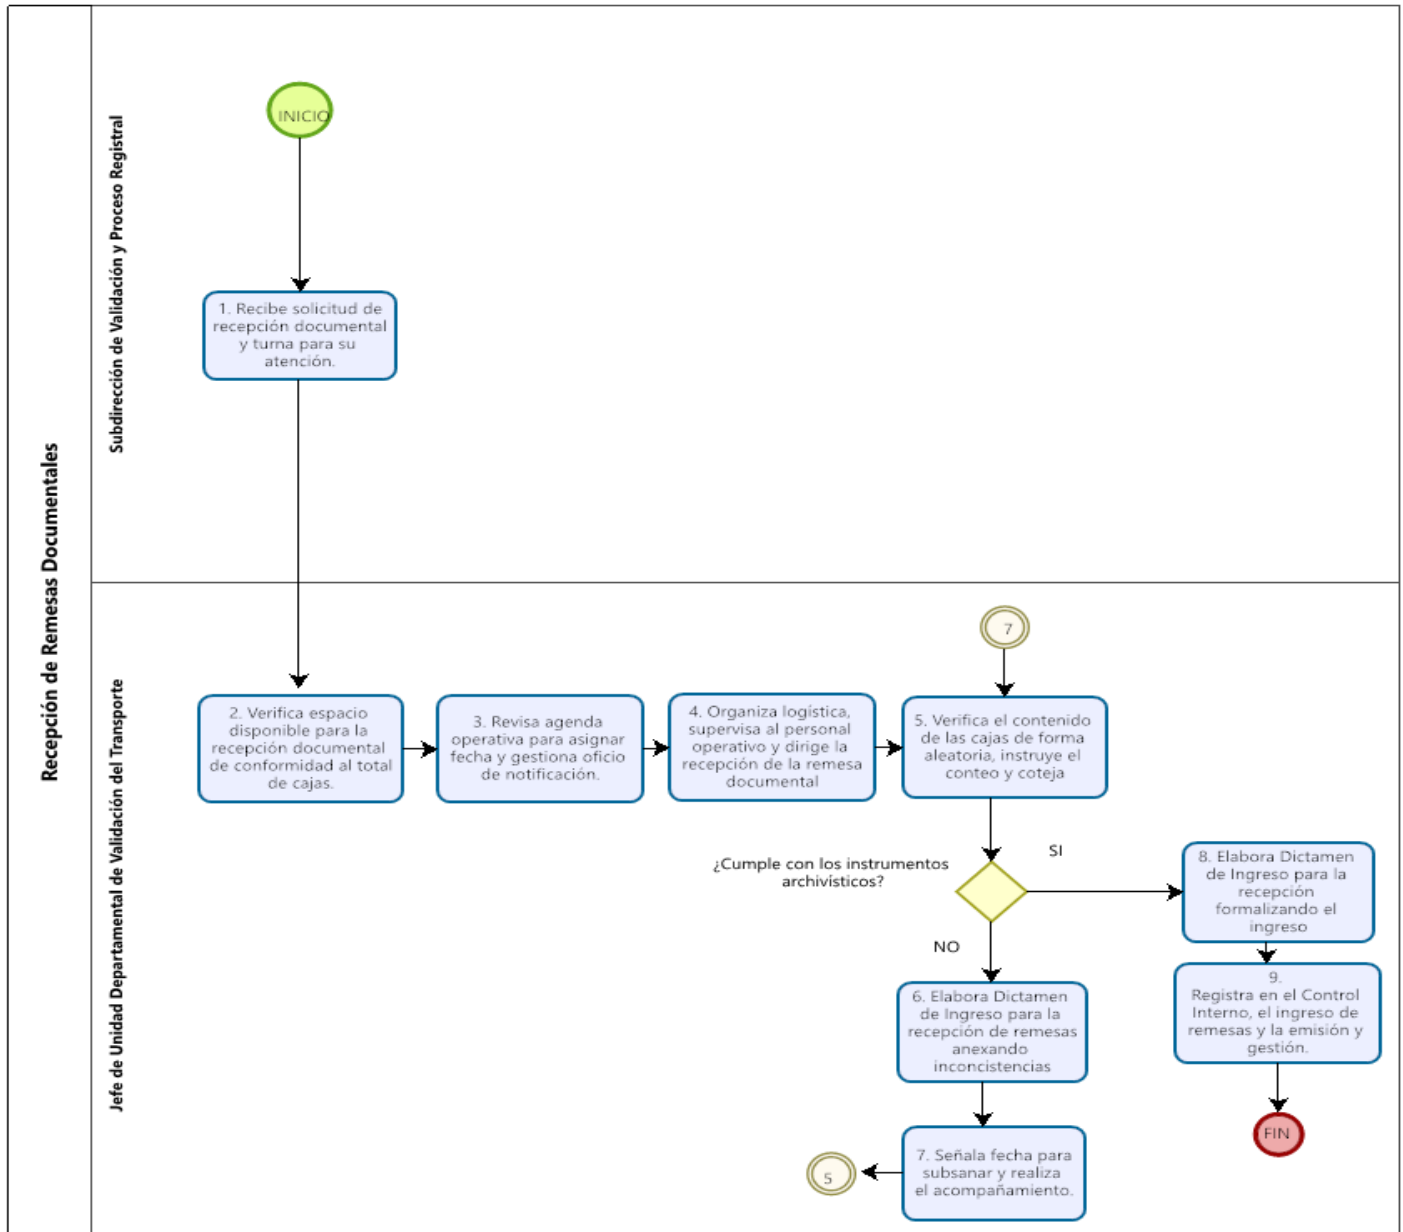 Recepción de Remesas Documentales
Subdirección de Validación y Proceso Registral
INICIO
1. Recibe solicitud de
recepción documental
y turna para su
atención.
Jefe de Unidad Departamental de Validación del Transporte
2. Verifica espacio
disponible para la
recepción documental
de conformidad al total
de cajas.
3. Revisa agenda
operativa para asignar
fecha y gestiona oficio
de notificación.
4. Organiza logística,
supervisa al personal
operativo y dirige la
recepción de la remesa
documental
7
5. Verifica el contenido
de las cajas de forma
aleatoria, instruye el
conteo y coteja
¿Cumple con los instrumentos
archivísticos?
SI
NO
8. Elabora Dictamen
de Ingreso para la
recepción
formalizando el
ingreso
9.
Registra en el Control
Interno, el ingreso de
remesas y la emisión y
gestión.
FIN
6. Elabora Dictamen
de Ingreso para la
recepción de remesas
anexando
inconcistencias
7. Señala fecha para
subsanar y realiza
el acompañamiento.
5